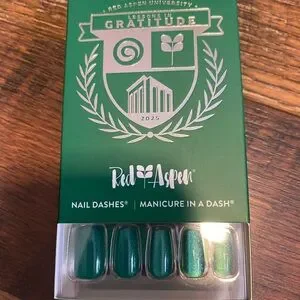 RED ASPEN UNIVERSITY
LESSONS IN
GRATITUDE
2025
Red Aspen®
NAIL DASHES® | MANICURE IN A DASH®